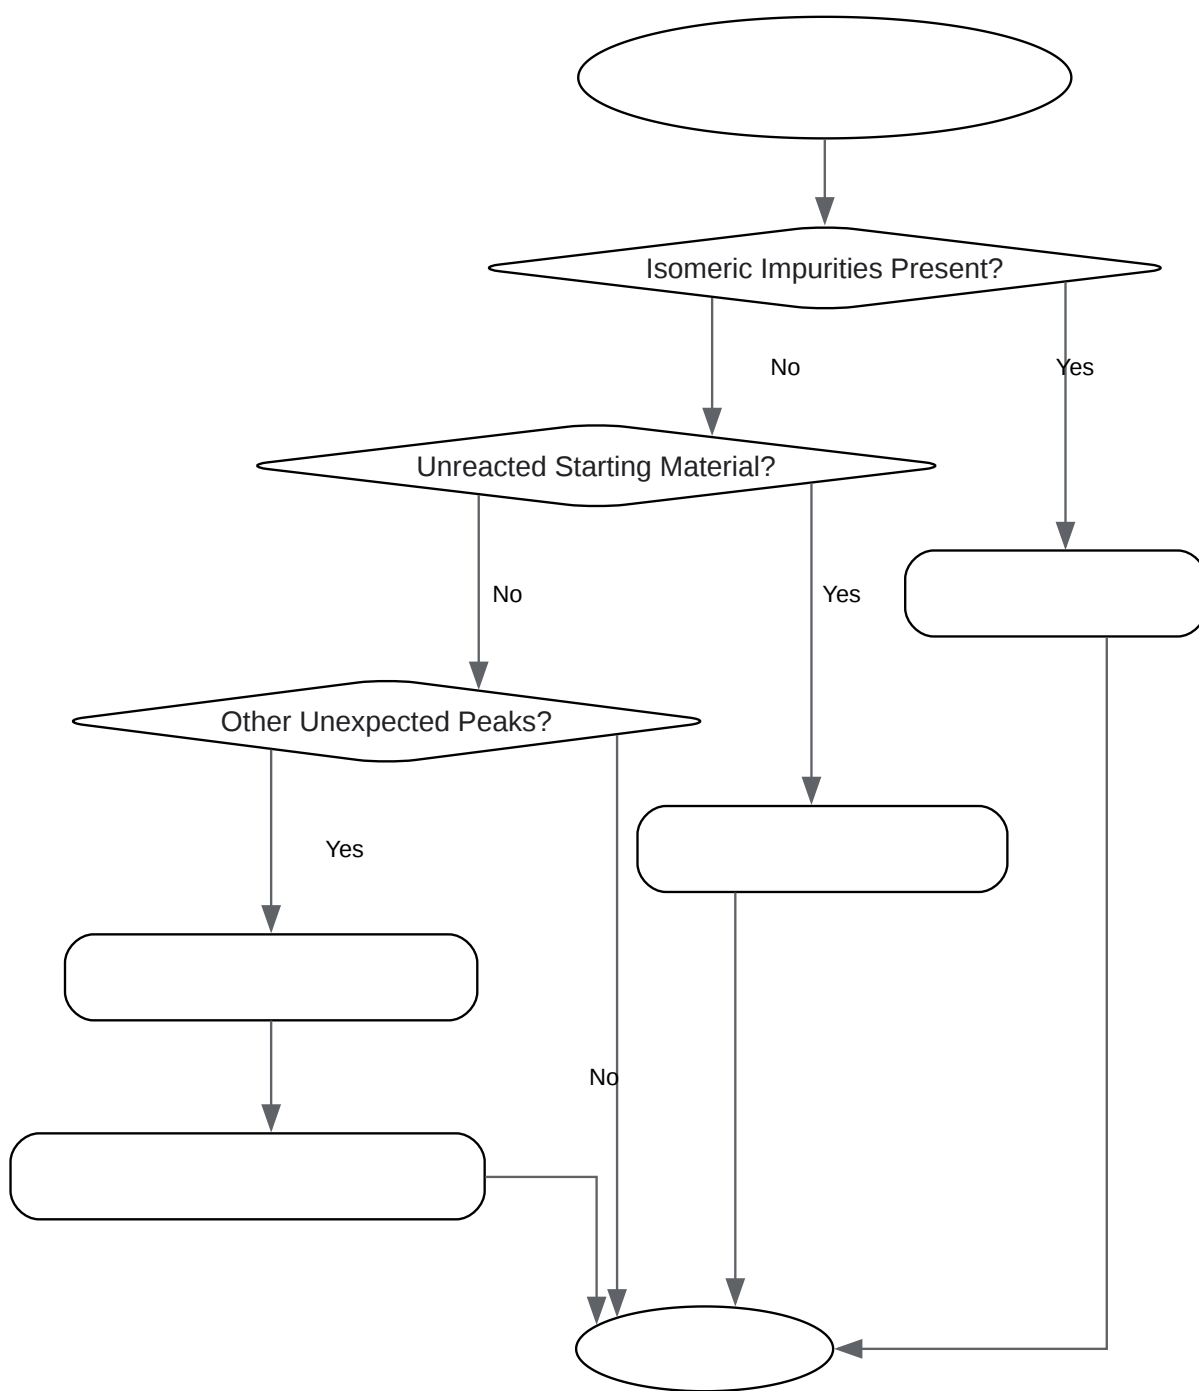 Isomeric Impurities Present?
No
Yes
Unreacted Starting Material?
No
Yes
Other Unexpected Peaks?
Yes
No